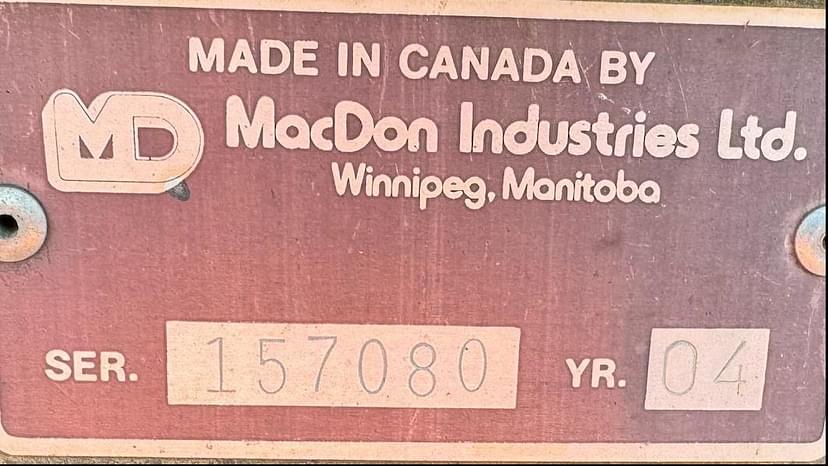 MADE IN CANADA BY
MD MacDon Industries Ltd.
Winnipeg, Manitoba
SER. 157080 YR. 04